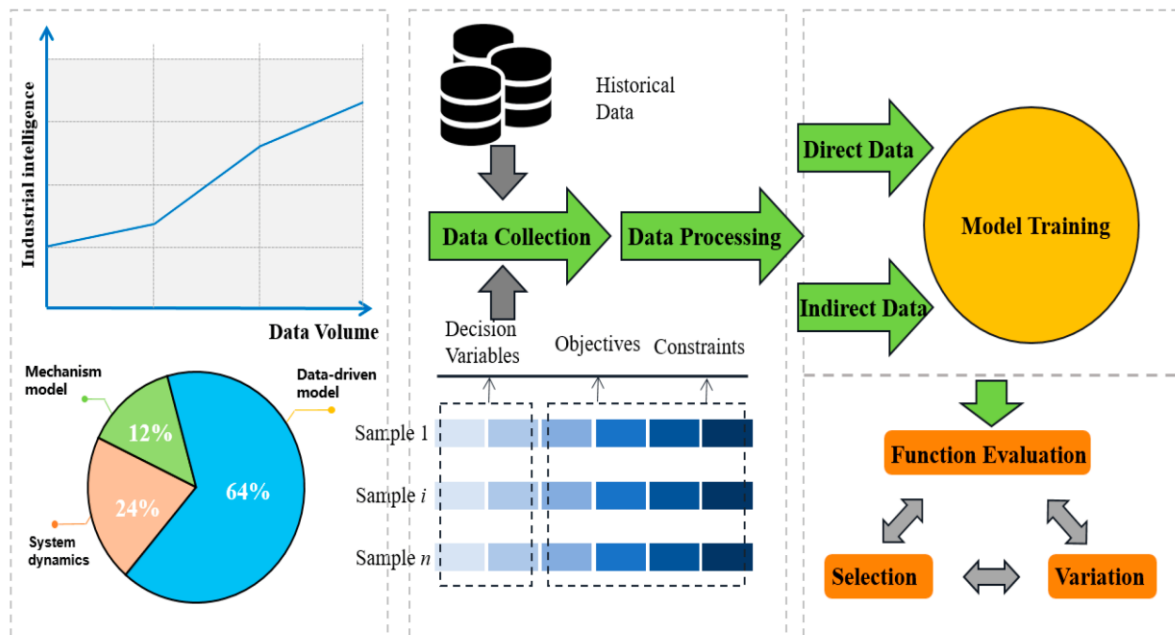 Industrial intelligence
Data Volume
Mechanism
model
Data-driven
model
12%
64%
24%
System
dynamics
Historical
Data
Data Collection
Data Processing
Decision
Variables
Objectives
Constraints
Sample 1
Sample i
Sample n
Direct Data
Indirect Data
Model Training
Function Evaluation
Selection
Variation